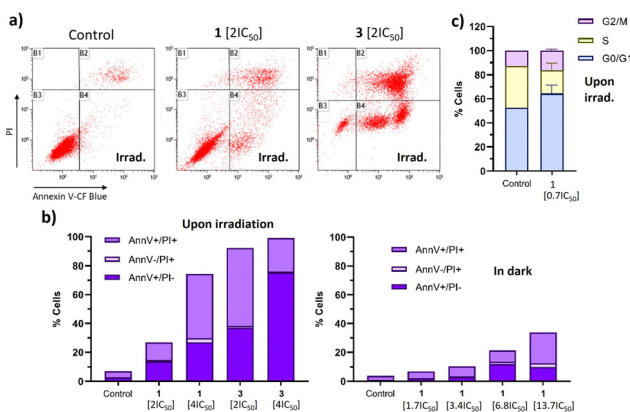 a)
Control
1 [2IC50]
3 [2IC50]
B1
B2
B3
B4
Irrad.
B1
B2
B3
B4
Irrad.
B1
B2
B3
B4
Irrad.
PI
Annexin V-CF Blue
c)
G2/M
S
G0/G1
Upon
irrad.
% Cells
100
80
60
40
20
0
Control
1
[0.7IC50]
b)
Upon irradiation
AnnV+/PI+
AnnV-/PI+
AnnV+/PI-
% Cells
100
80
60
40
20
0
Control
1
[2IC50]
1
[4IC50]
3
[2IC50]
3
[4IC50]
In dark
AnnV+/PI+
AnnV-/PI+
AnnV+/PI-
% Cells
100
80
60
40
20
0
Control
1
[1.7IC50]
1
[3.4IC50]
1
[6.8IC50]
1
[13.7IC50]